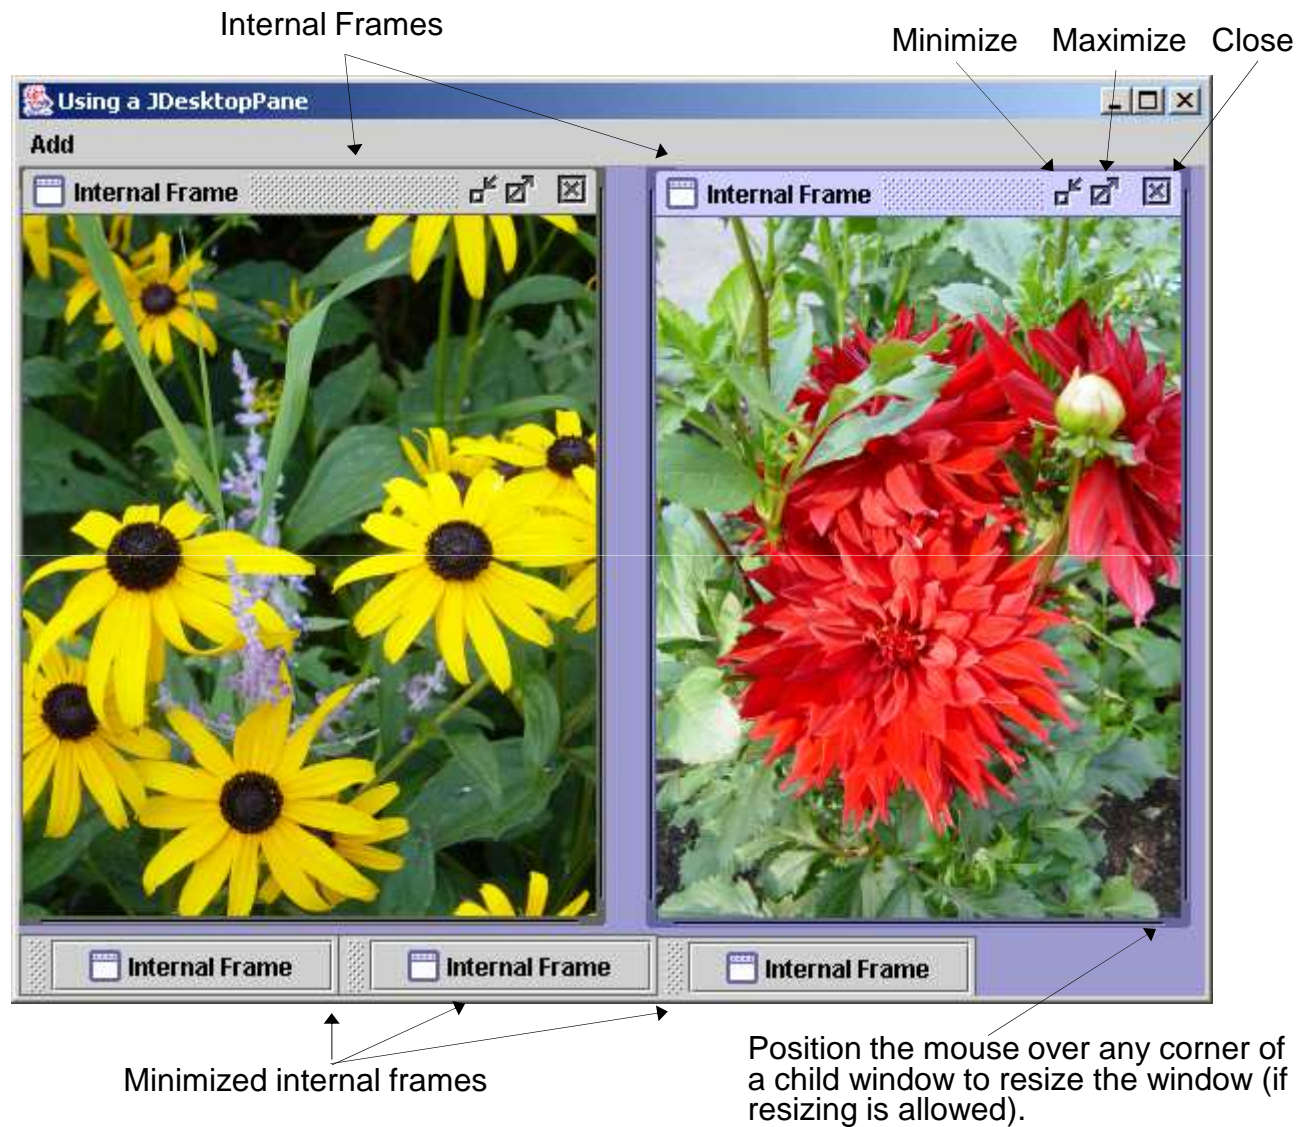 Internal Frames
Minimize Maximize Close
Using a JDesktopPane
Add
Internal Frame
Internal Frame
Internal Frame
Internal Frame
Internal Frame
Minimized internal frames
Position the mouse over any corner of
a child window to resize the window (if
resizing is allowed).